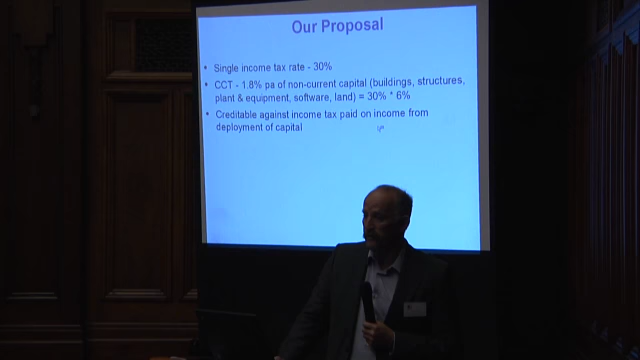 Our Proposal
• Single income tax rate - 30%
• CCT - 1.8% pa of non-current capital (buildings, structures,
plant & equipment, software, land) = 30% * 6%
• Creditable against income tax paid on income from
deployment of capital